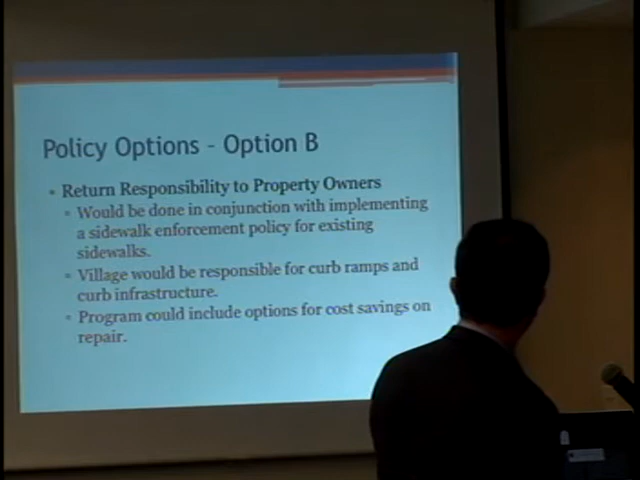 Policy Options - Option B
• Return Responsibility to Property Owners
▫ Would be done in conjunction with implementing
a sidewalk enforcement policy for existing
sidewalks.
▫ Village would be responsible for curb ramps and
curb infrastructure.
▫ Program could include options for cost savings on
repair.